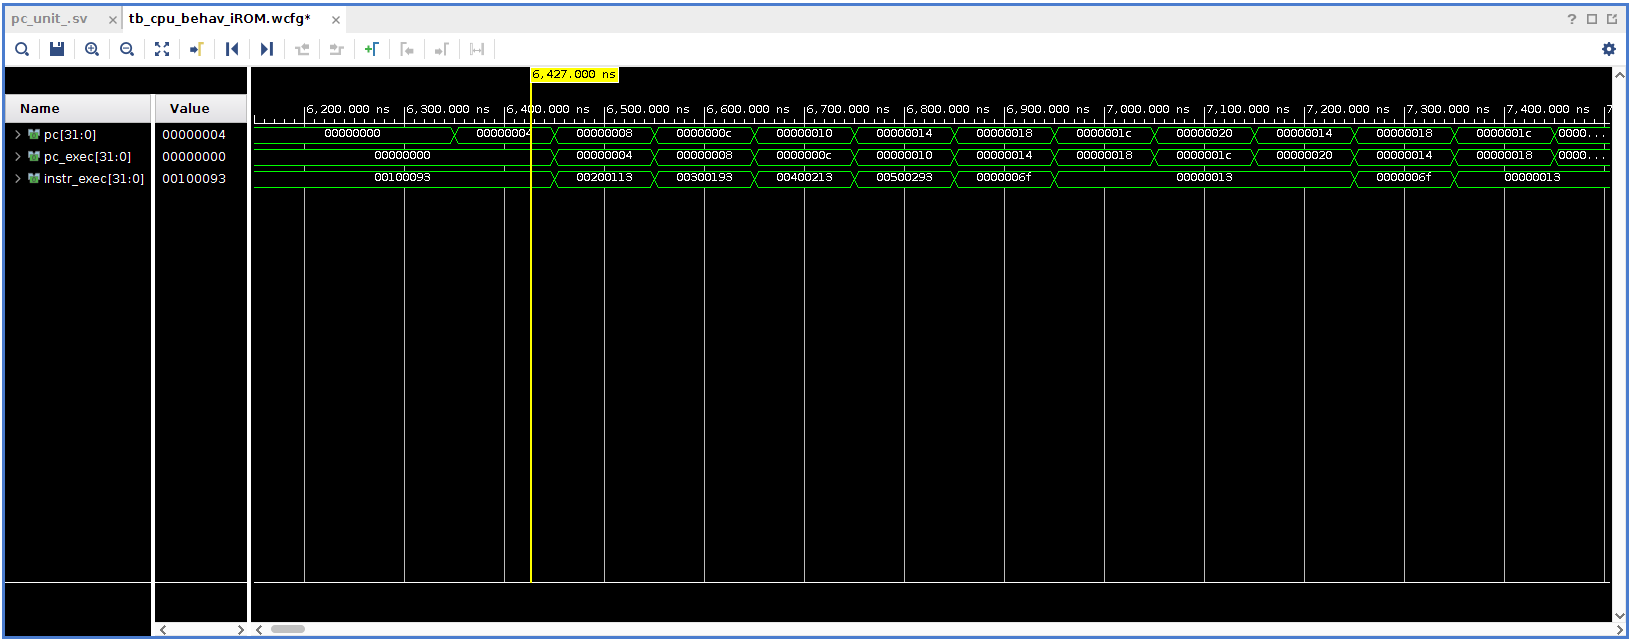 pc_unit_.sv × tb_cpu_behav_iROM.wcfg* × ?
6,427.000 ns
Name Value
6,200.000 ns 6,300.000 ns 6,400.000 ns 6,500.000 ns 6,600.000 ns 6,700.000 ns 6,800.000 ns 6,900.000 ns 7,000.000 ns 7,100.000 ns 7,200.000 ns 7,300.000 ns 7,400.000 ns 7
pc[31:0] 00000004 00000000 00000004 00000008 0000000c 00000010 00000014 00000018 0000001c 00000020 00000014 00000018 0000001c 0000...
pc_exec[31:0] 00000000 00000000 00000004 00000008 0000000c 00000010 00000014 00000018 0000001c 00000020 00000014 00000018 0000...
instr_exec[31:0] 00100093 00100093 00200113 00300193 00400213 00500293 0000006f 00000013 0000006f 00000013